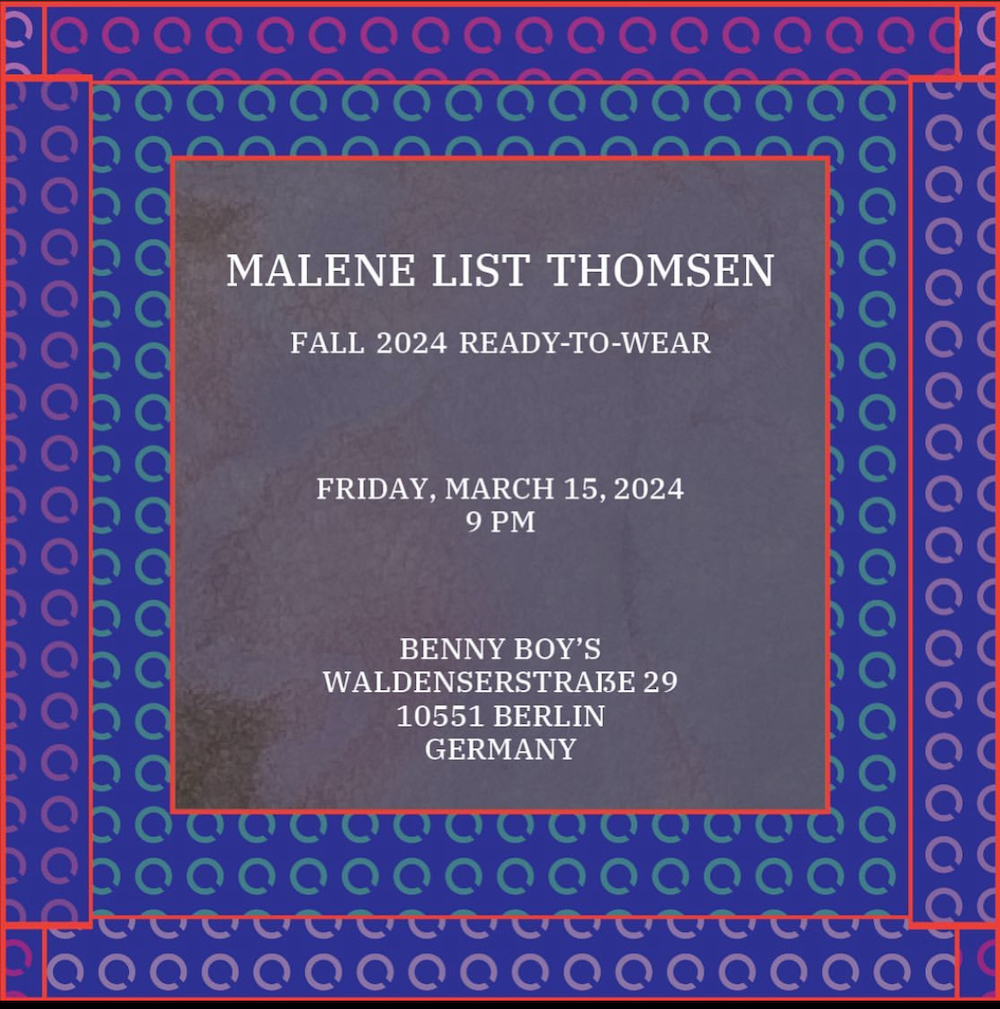 MALENE LIST THOMSEN
FALL 2024 READY-TO-WEAR
FRIDAY, MARCH 15, 2024
9 PM
BENNY BOY’S
WALDENSERSTRAẞE 29
10551 BERLIN
GERMANY